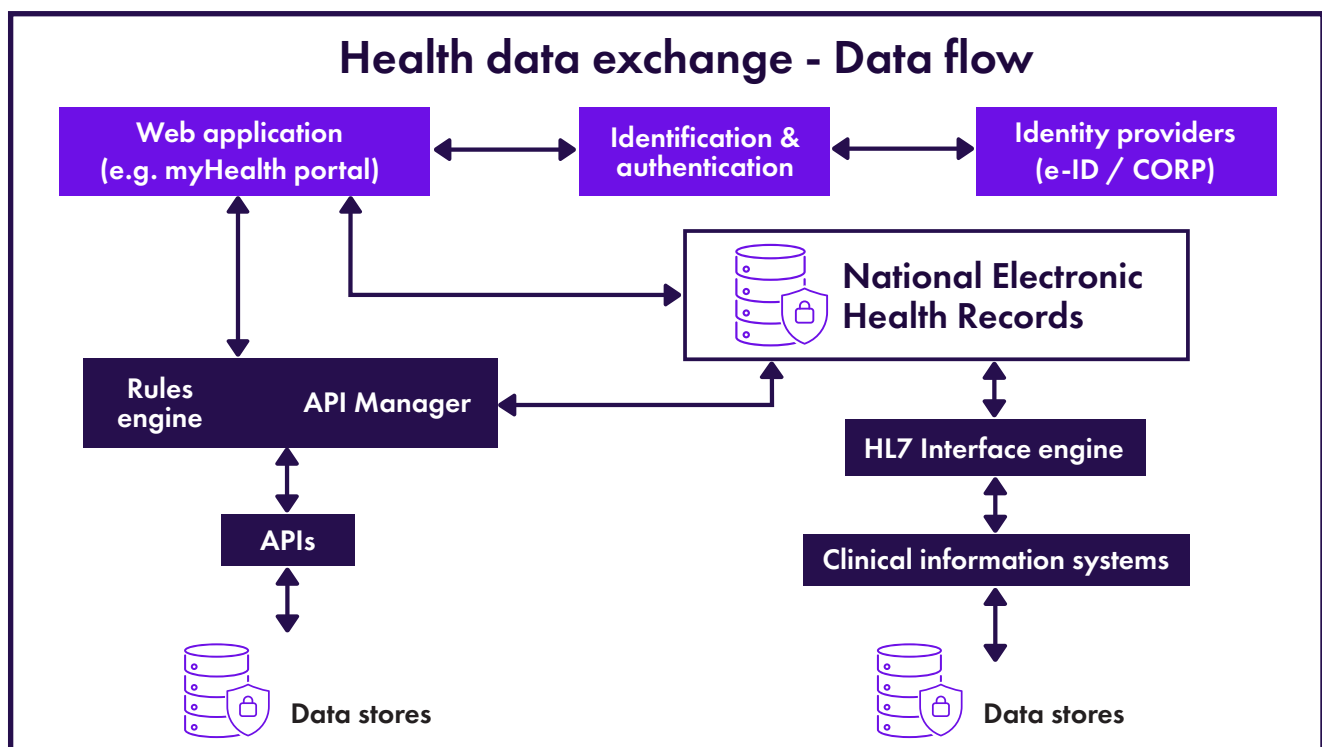 Health data exchange - Data flow
Web application
(e.g. myHealth portal)
Identification &
authentication
Identity providers
(e-ID / CORP)
National Electronic
Health Records
Rules
engine
API Manager
HL7 Interface engine
APIs
Clinical information systems
Data stores
Data stores